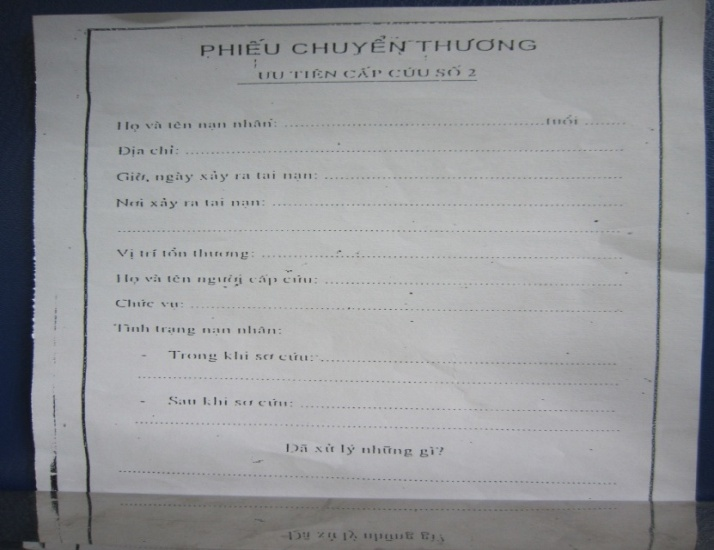 PHIẾU CHUYỂN THƯƠNG
ƯU TIÊN CẤP CỨU SỐ 2
Họ và tên nạn nhân: ........................ tuổi ........
Địa chỉ: ........................
Giờ, ngày xảy ra tai nạn: ........................
Nơi xảy ra tai nạn: ........................
........................
Vị trí tổn thương: ........................
Họ và tên người cấp cứu: ........................
Chức vụ: ........................
Tình trạng nạn nhân:
- Trong khi sơ cứu: ........................
........................
- Sau khi sơ cứu: ........................
........................
Đã xử lý những gì?
........................